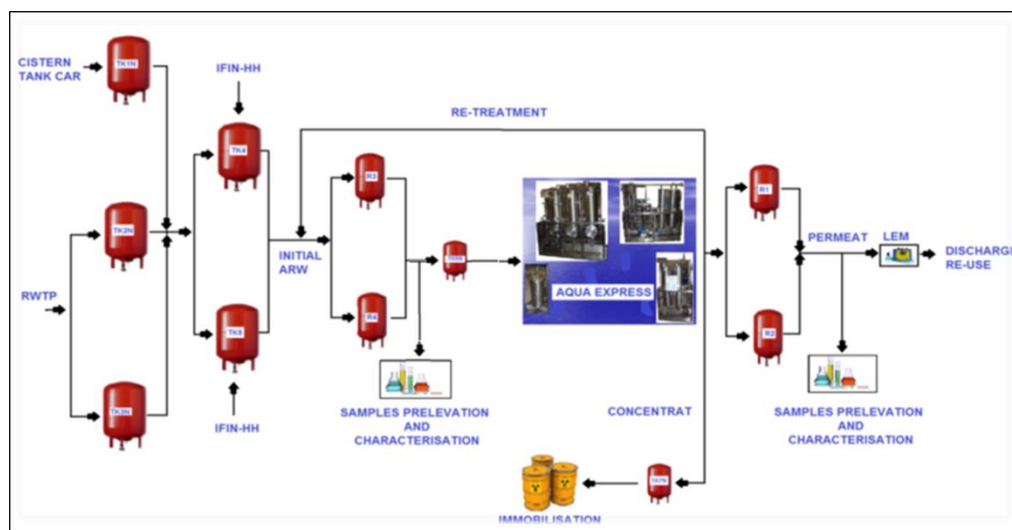 CISTERN
TANK CAR
TK1N
IFIN-HH
TK4
RE-TREATMENT
R3
R1
TK2N
INITIAL
ARW
AQUA EXPRESS
PERMEAT
LEM
DISCHARGE
RE-USE
RWTP
TK5
R4
R2
TK3N
IFIN-HH
SAMPLES PRELEVATION
AND
CHARACTERISATION
CONCENTRAT
SAMPLES PRELEVATION
AND
CHARACTERISATION
IMMOBILISATION